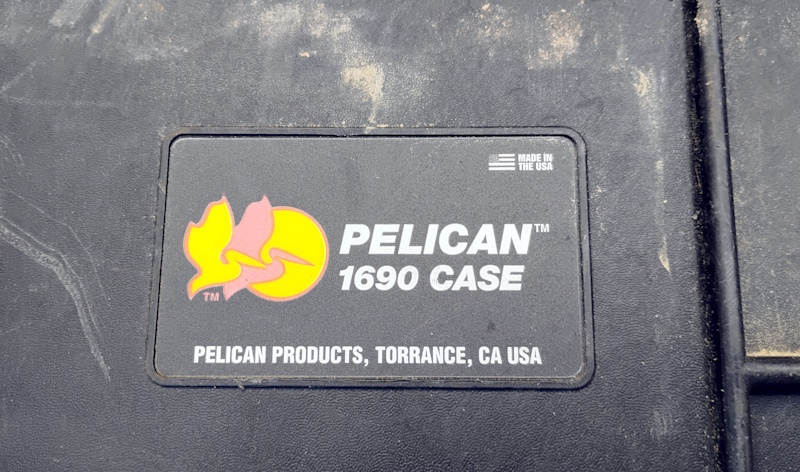 MADE IN
THE USA
PELICAN™
1690 CASE
TM
PELICAN PRODUCTS, TORRANCE, CA USA